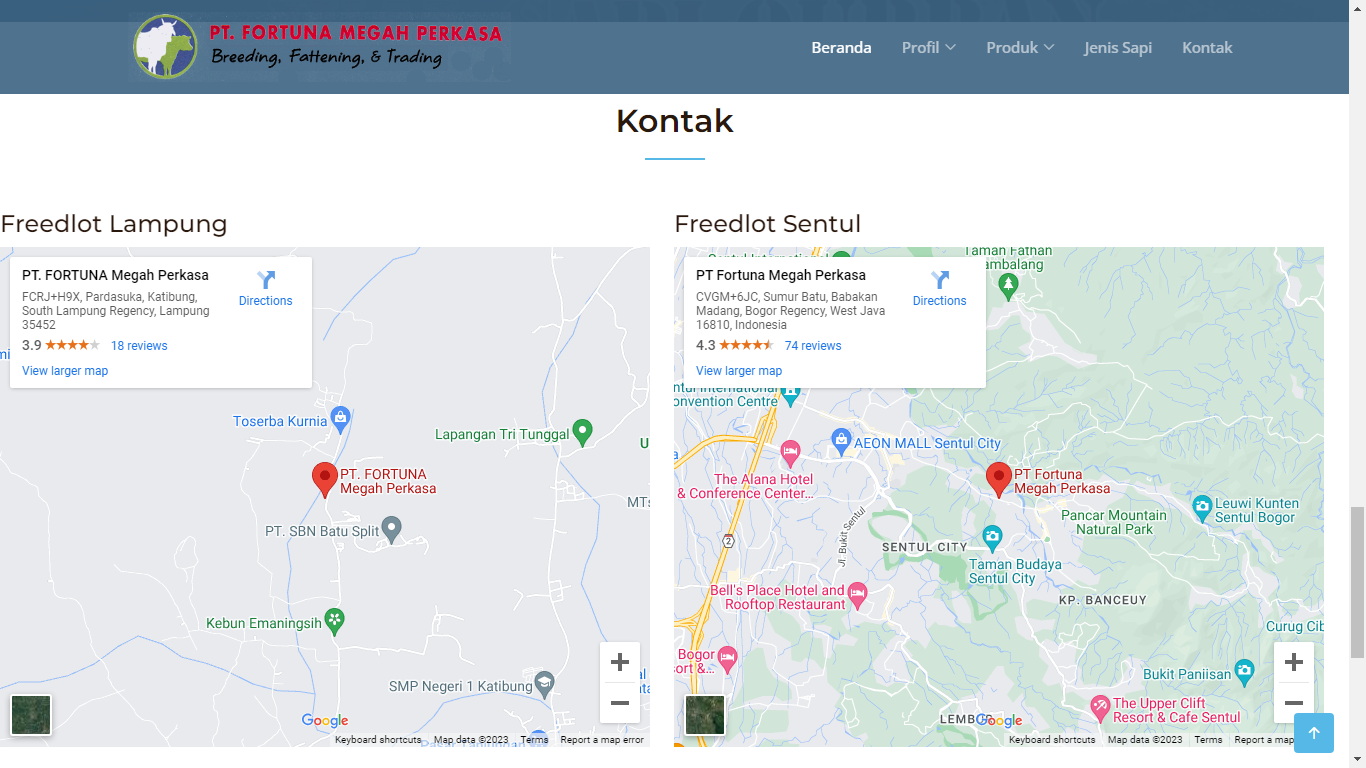 PT. FORTUNA MEGAH PERKASA
Breeding, Fattening, & Trading
Beranda
Profil
Produk
Jenis Sapi
Kontak
Kontak
Freedlot Lampung
PT. FORTUNA Megah Perkasa
FCRJ+H9X, Pardasuka, Katibung,
South Lampung Regency, Lampung
35452
Directions
3.9
18 reviews
View larger map
Toserba Kurnia
Lapangan Tri Tunggal
PT. FORTUNA
Megah Perkasa
MTs
PT. SBN Batu Split
Kebun Emaningsih
SMP Negeri 1 Katibung
Google
Keyboard shortcuts
Map data ©2023
Terms
Report a map error
Freedlot Sentul
PT Fortuna Megah Perkasa
CVGM+6JC, Sumur Batu, Babakan
Madang, Bogor Regency, West Java
16810, Indonesia
Directions
4.3
74 reviews
View larger map
Taman Fathan
ambalang
ntul International
onvention Centre
AEON MALL Sentul City
The Alana Hotel
& Conference Center...
PT Fortuna
Megah Perkasa
Leuwi Kunten
Sentul Bogor
Pancar Mountain
Natural Park
2
Jl. Bukit Sentul
SENTUL CITY
Taman Budaya
Sentul City
Bell's Place Hotel and
Rooftop Restaurant
KP. BANCEUY
Curug Cib
Bogor
sort &...
Bukit Paniisan
The Upper Clift
Resort & Cafe Sentul
LEMB
Google
Keyboard shortcuts
Map data ©2023
Terms
Report a map